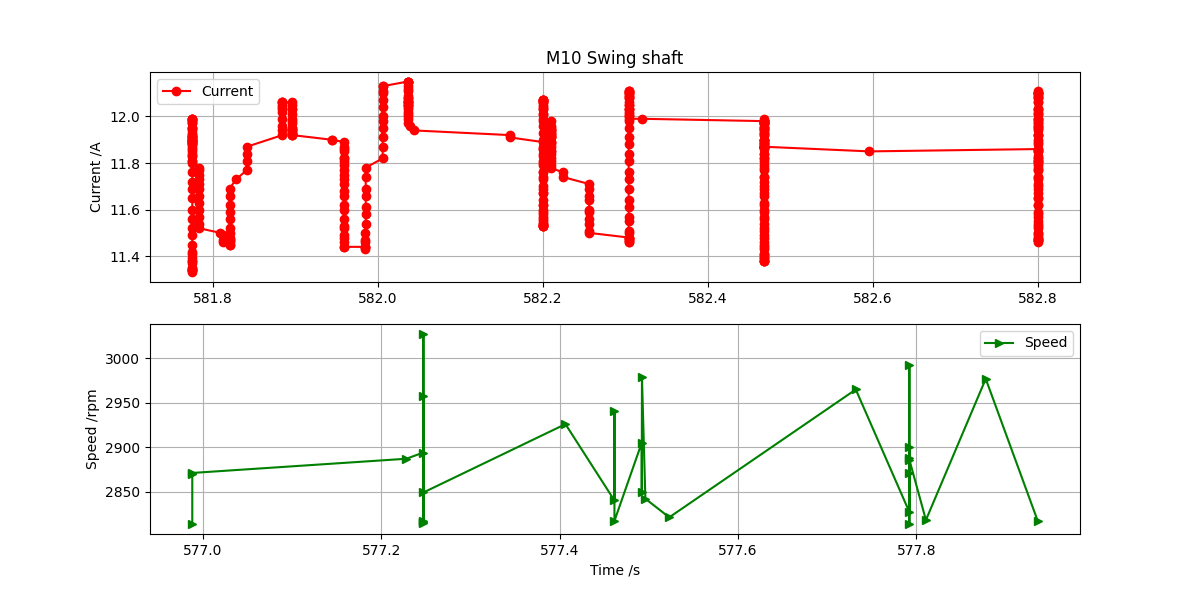 M10 Swing shaft
Current
Current /A
12.0
11.8
11.6
11.4
581.8 582.0 582.2 582.4 582.6 582.8
Speed
Speed /rpm
3000
2950
2900
2850
577.0 577.2 577.4 577.6 577.8
Time /s